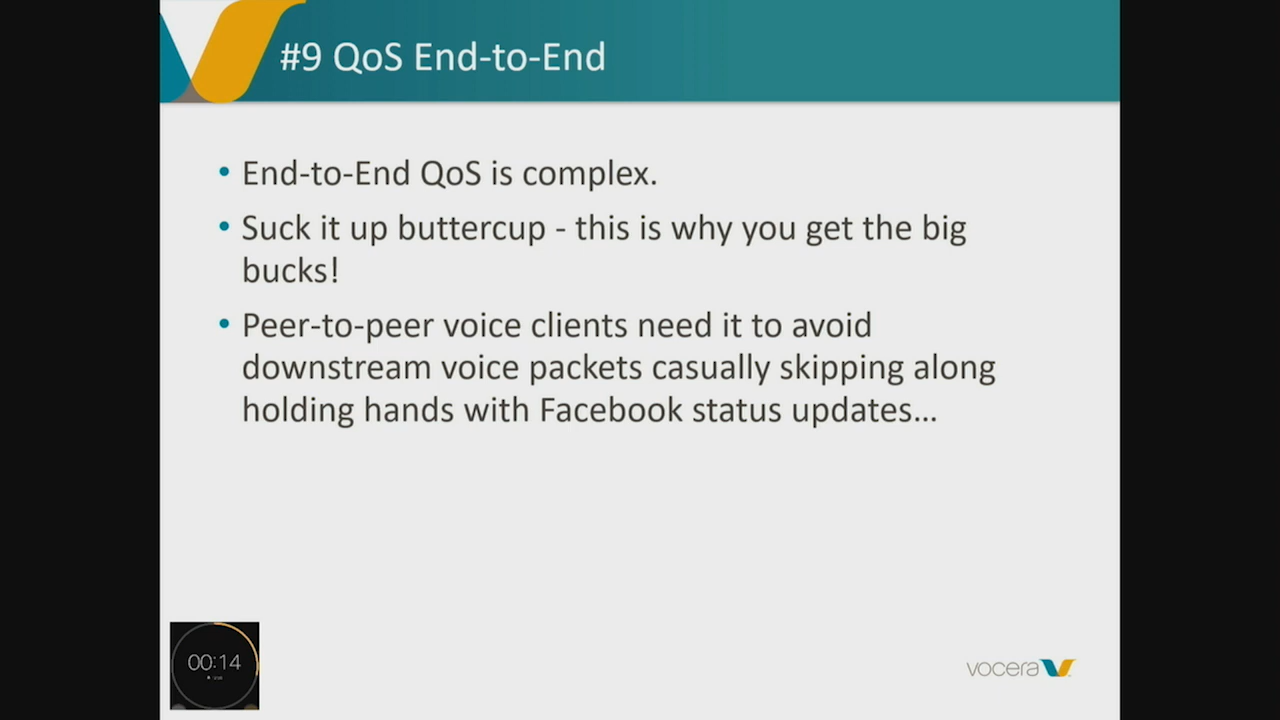 #9 QoS End-to-End
• End-to-End QoS is complex.
• Suck it up buttercup - this is why you get the big
bucks!
• Peer-to-peer voice clients need it to avoid
downstream voice packets casually skipping along
holding hands with Facebook status updates...
00:14
vocera